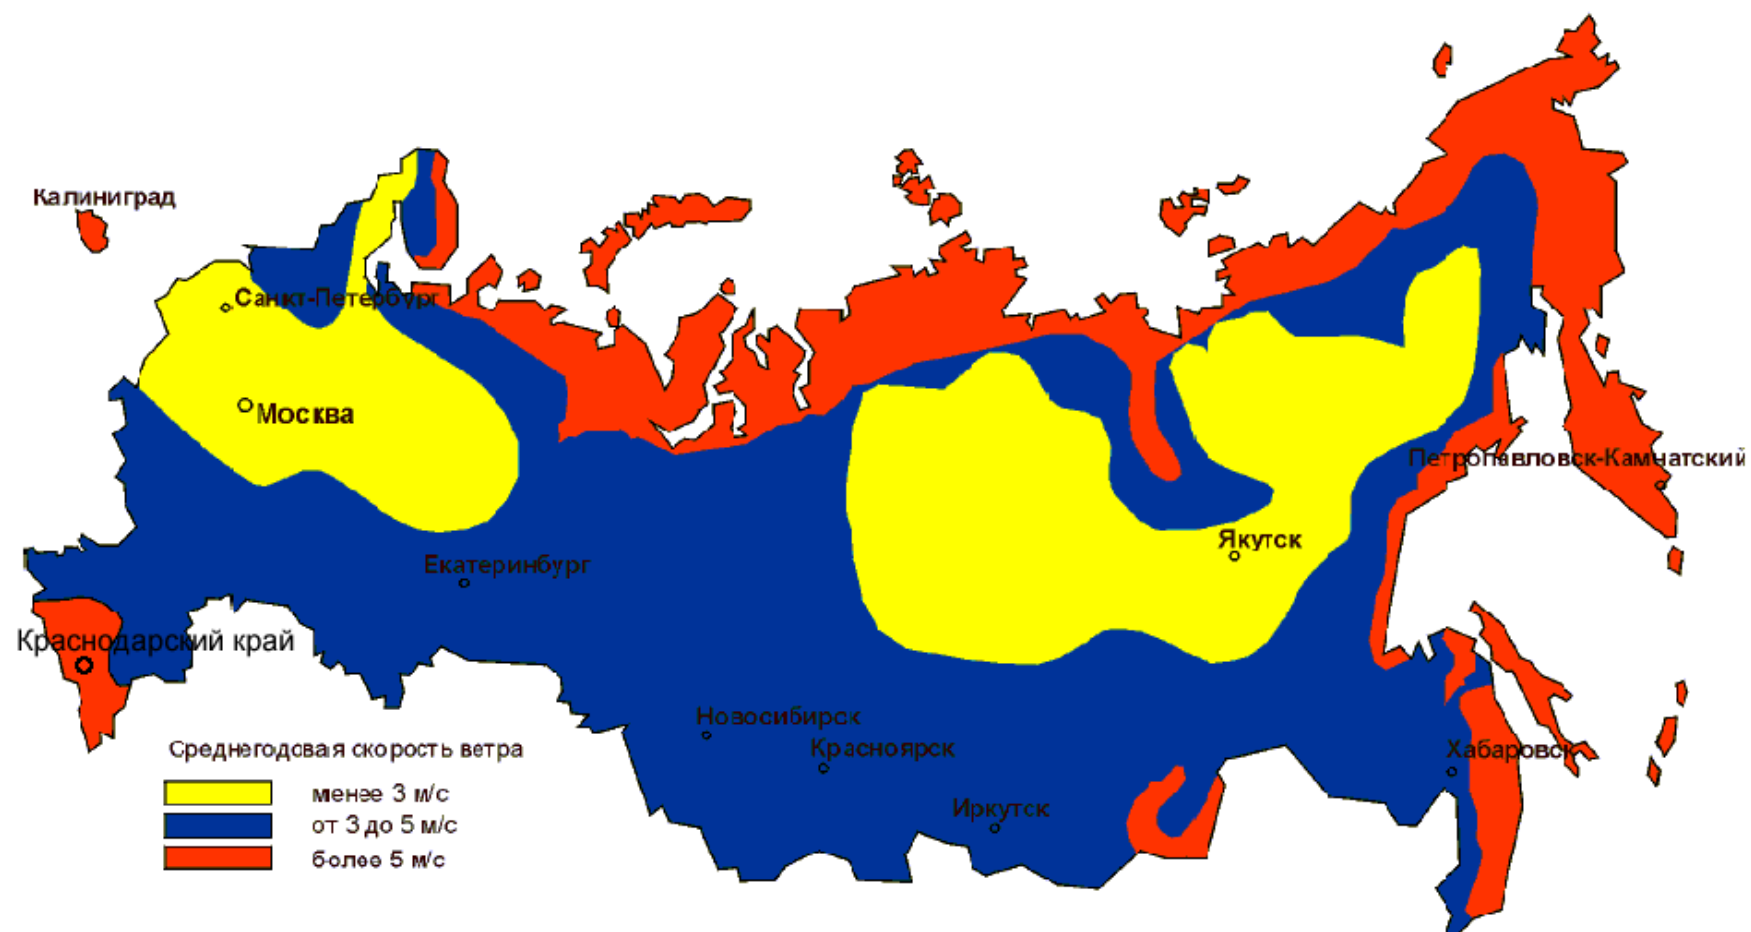 Калининград
Санкт-Петербург
Москва
Петропавловск-Камчатский
Якутск
Екатеринбург
Краснодарский край
Новосибирск
Красноярск
Хабаровск
Иркутск
Среднегодовая скорость ветра
менее 3 м/с
от 3 до 5 м/с
более 5 м/с